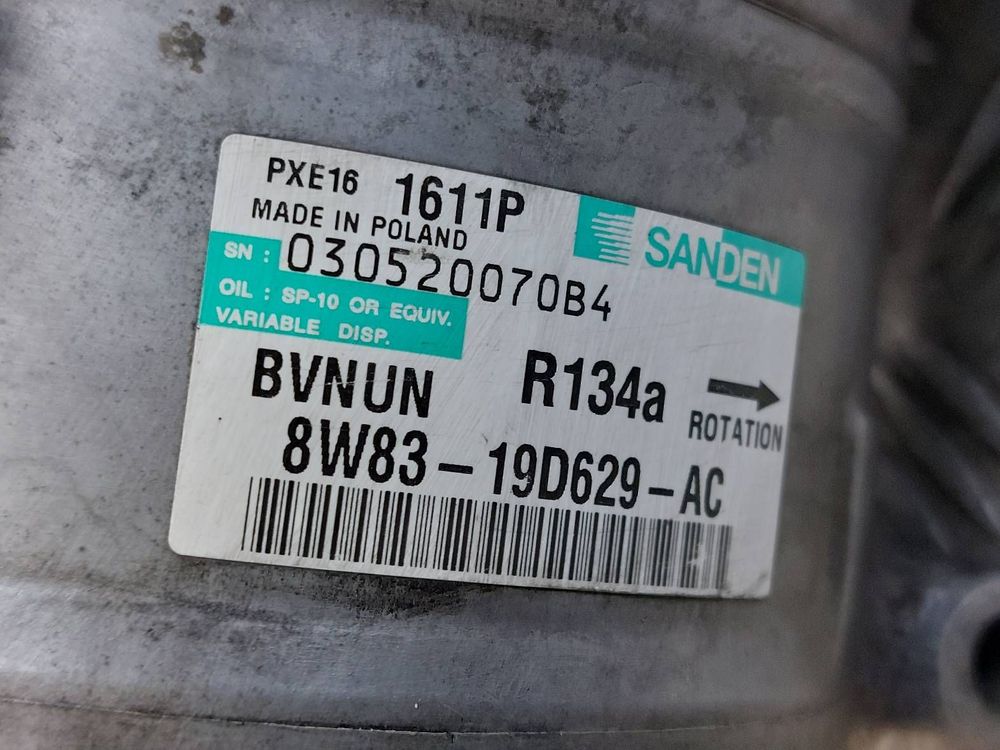 PXE16 1611P
SANDEN
MADE IN POLAND
SN : 030520070B4
OIL : SP-10 OR EQUIV.
VARIABLE DISP.
BVNUN R134a
ROTATION
8W83-19D629-AC